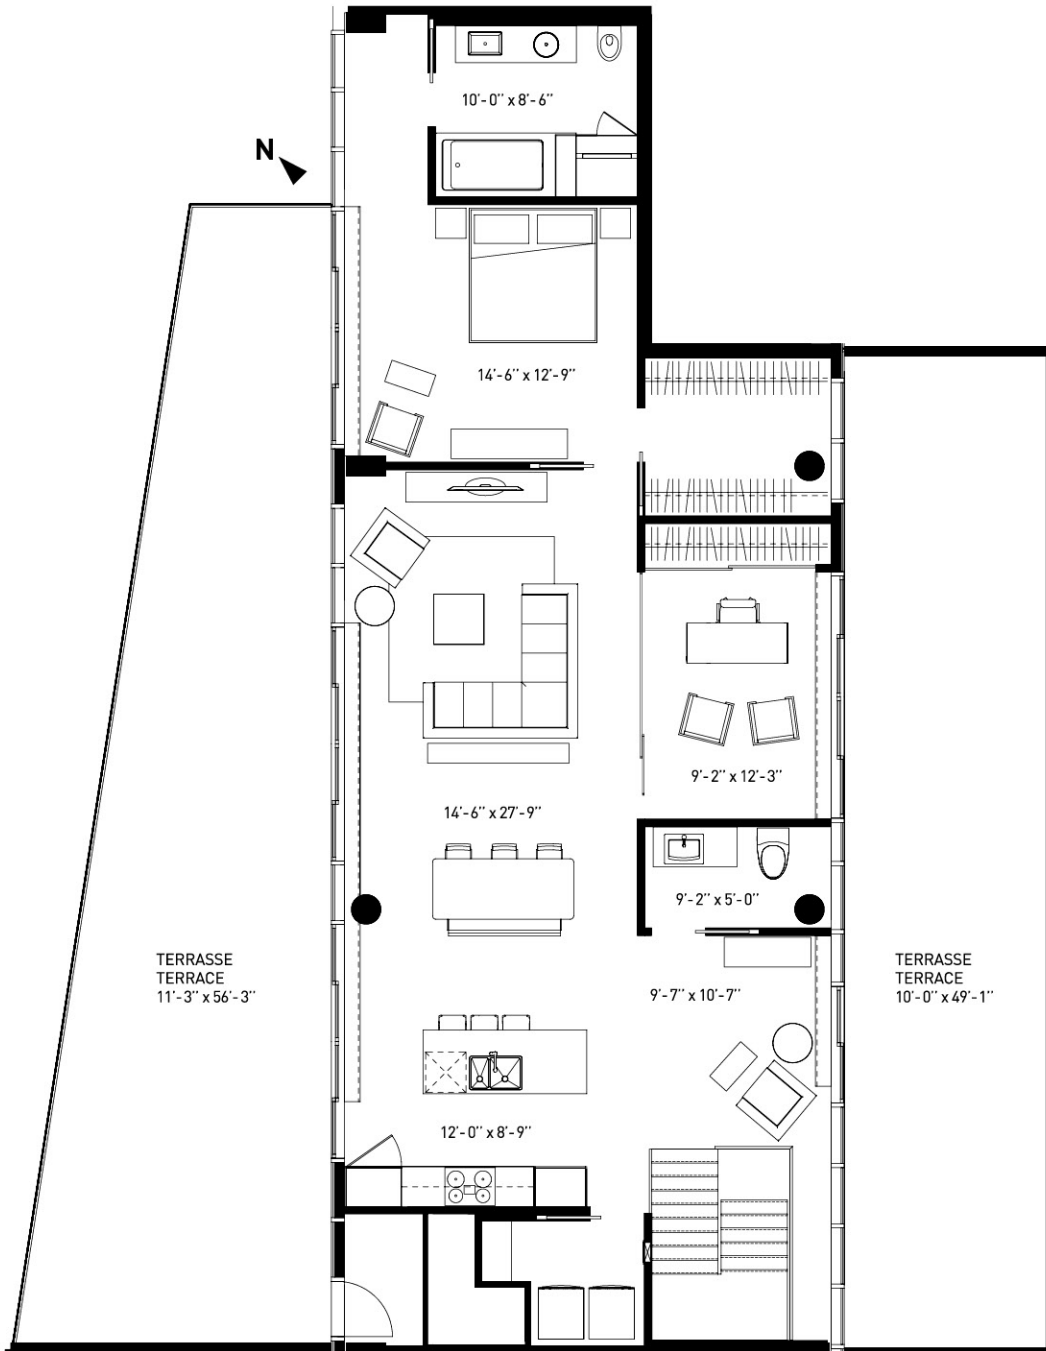 10'-0'' x 8'-6''
N
14'-6'' x 12'-9''
9'-2'' x 12'-3''
14'-6'' x 27'-9''
9'-2'' x 5'-0''
TERRASSE
TERRACE
11'-3'' x 56'-3''
9'-7'' x 10'-7''
TERRASSE
TERRACE
10'-0'' x 49'-1''
12'-0'' x 8'-9''